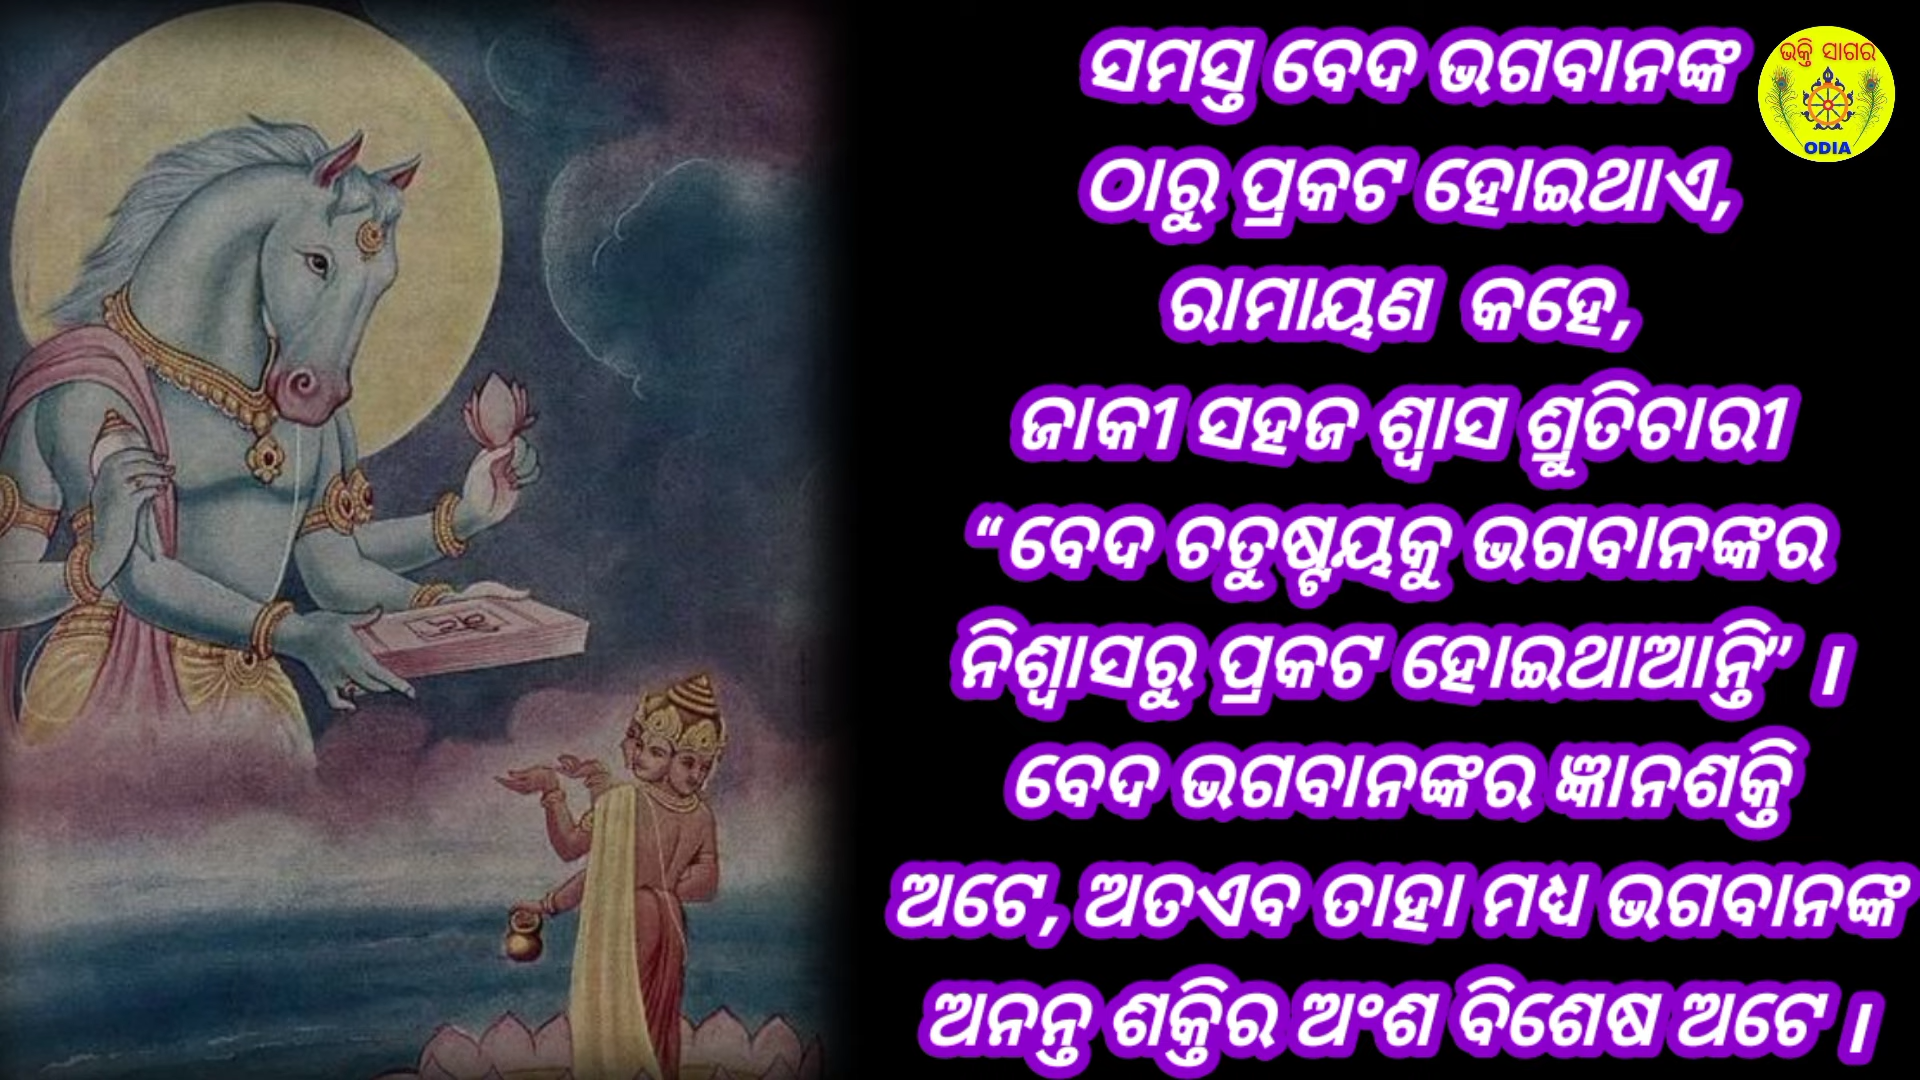 ସମସ୍ତ ବେଦ ଭଗବାନଙ୍କ
ଭକ୍ତି ସାଗର
ODIA
ଠାରୁ ପ୍ରକଟ ହୋଇଥାଏ,
ରାମାୟଣ କହେ,
ଜାକୀ ସହଜ ଶ୍ୱାସ ଶ୍ରୁତିଚାରୀ
“ବେଦ ଚତୁଷ୍ଟୟକୁ ଭଗବାନଙ୍କର
ନିଶ୍ୱାସରୁ ପ୍ରକଟ ହୋଇଥାଆନ୍ତି” ।
ବେଦ ଭଗବାନଙ୍କର ଜ୍ଞାନଶକ୍ତି
ଅଟେ, ଅତଏବ ତାହା ମଧ୍ୟ ଭଗବାନଙ୍କ
ଅନନ୍ତ ଶକ୍ତିର ଅଂଶ ବିଶେଷ ଅଟେ ।